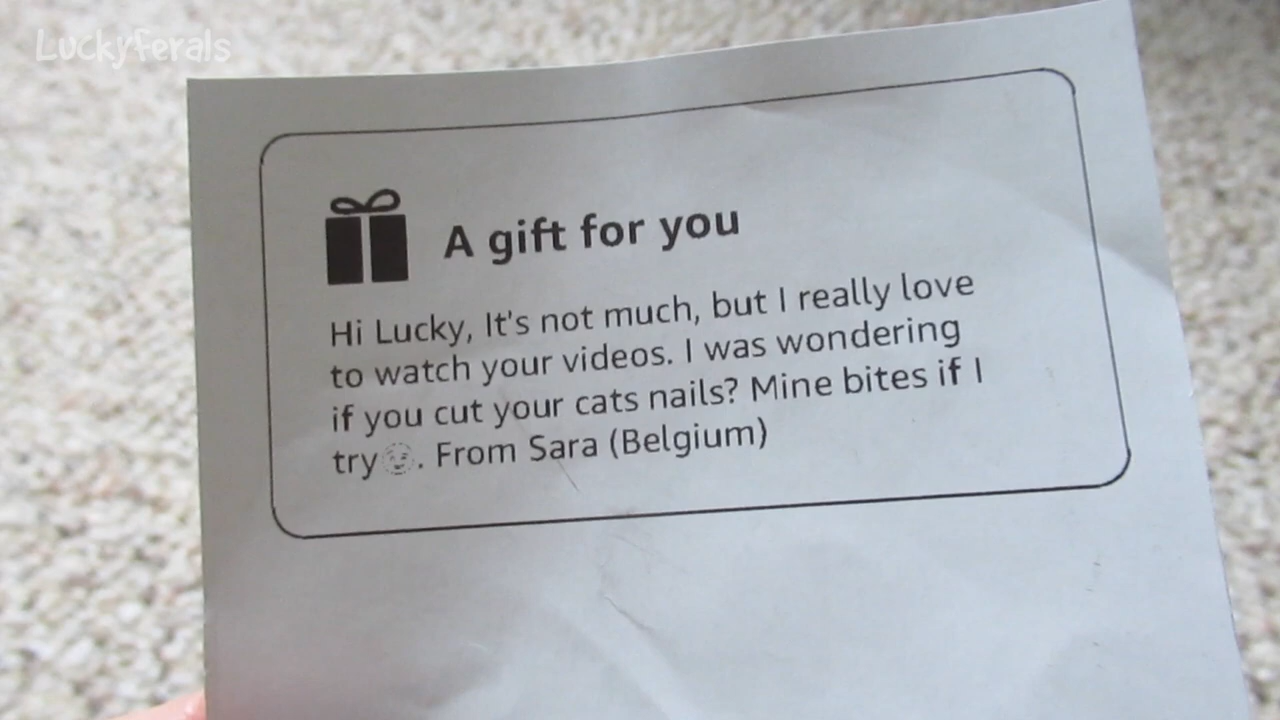 Luckyferals
A gift for you
Hi Lucky, It's not much, but I really love
to watch your videos. I was wondering
if you cut your cats nails? Mine bites if I
try😉. From Sara (Belgium)